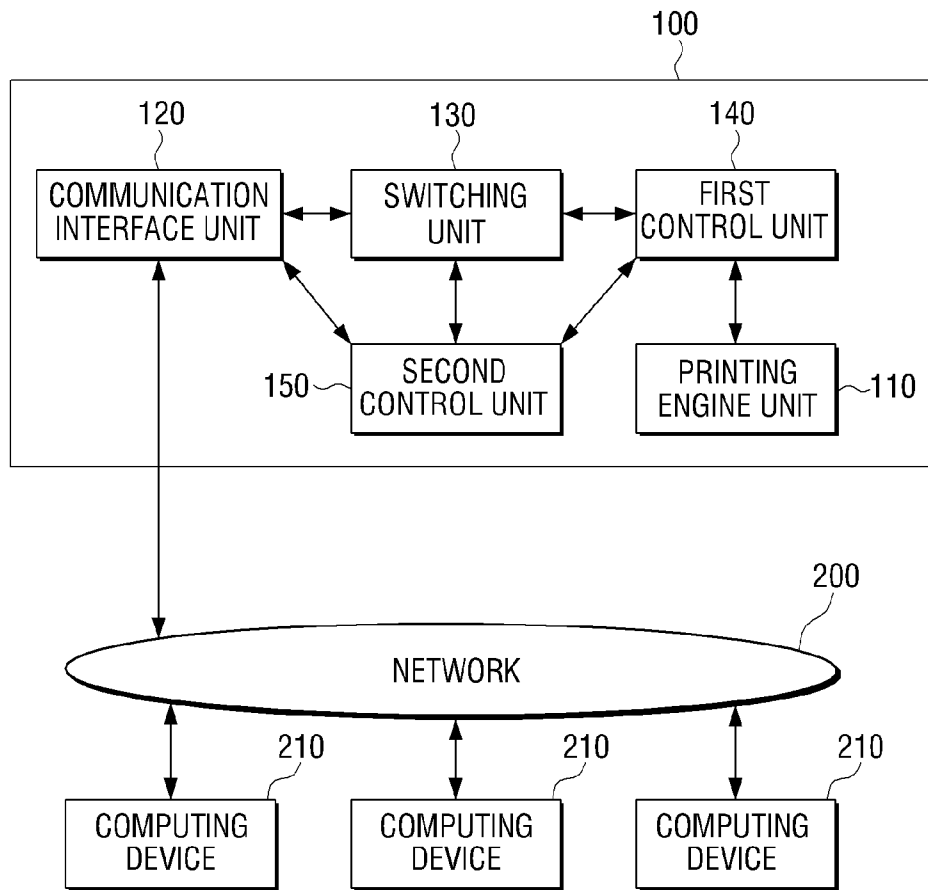 100
120
130
140
COMMUNICATION
INTERFACE UNIT
SWITCHING
UNIT
FIRST
CONTROL UNIT
150
SECOND
CONTROL UNIT
PRINTING
ENGINE UNIT
110
200
NETWORK
210
210
210
COMPUTING
DEVICE
COMPUTING
DEVICE
COMPUTING
DEVICE